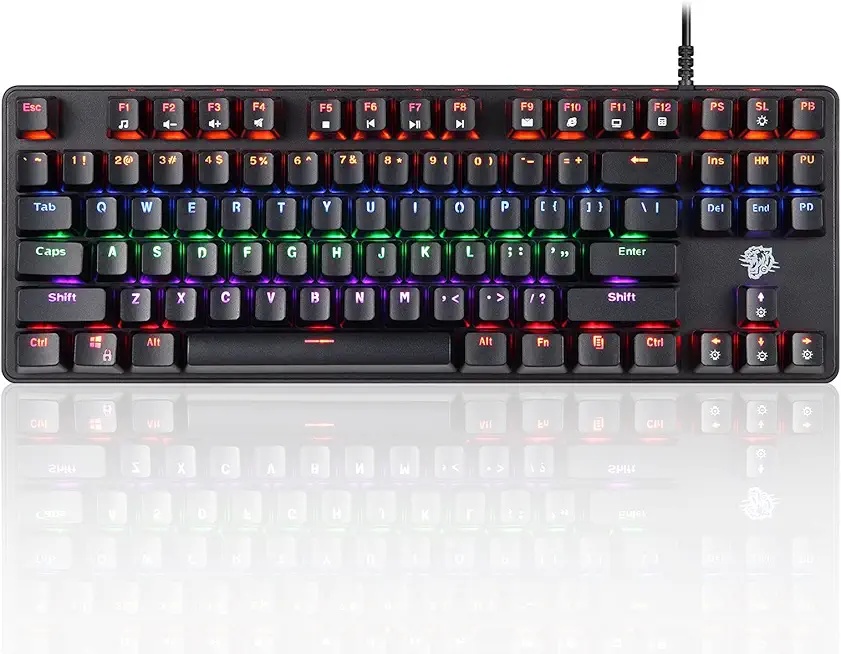 Esc F1 F2 F3 F4 F5 F6 F7 F8 F9 F10 F11 F12 PS SL PB
` ~ 1 ! 2 @ 3 # 4 $ 5 % 6 ^ 7 & 8 * 9 ( 0 ) - _ = + ← Ins HM PU
Tab Q W E R T Y U I O P [ { ] } \ | Del End PD
Caps A S D F G H J K L ; : ' " Enter
Shift Z X C V B N M , < . > / ? Shift ↑
Ctrl Alt Alt Fn Ctrl ← ↓ →